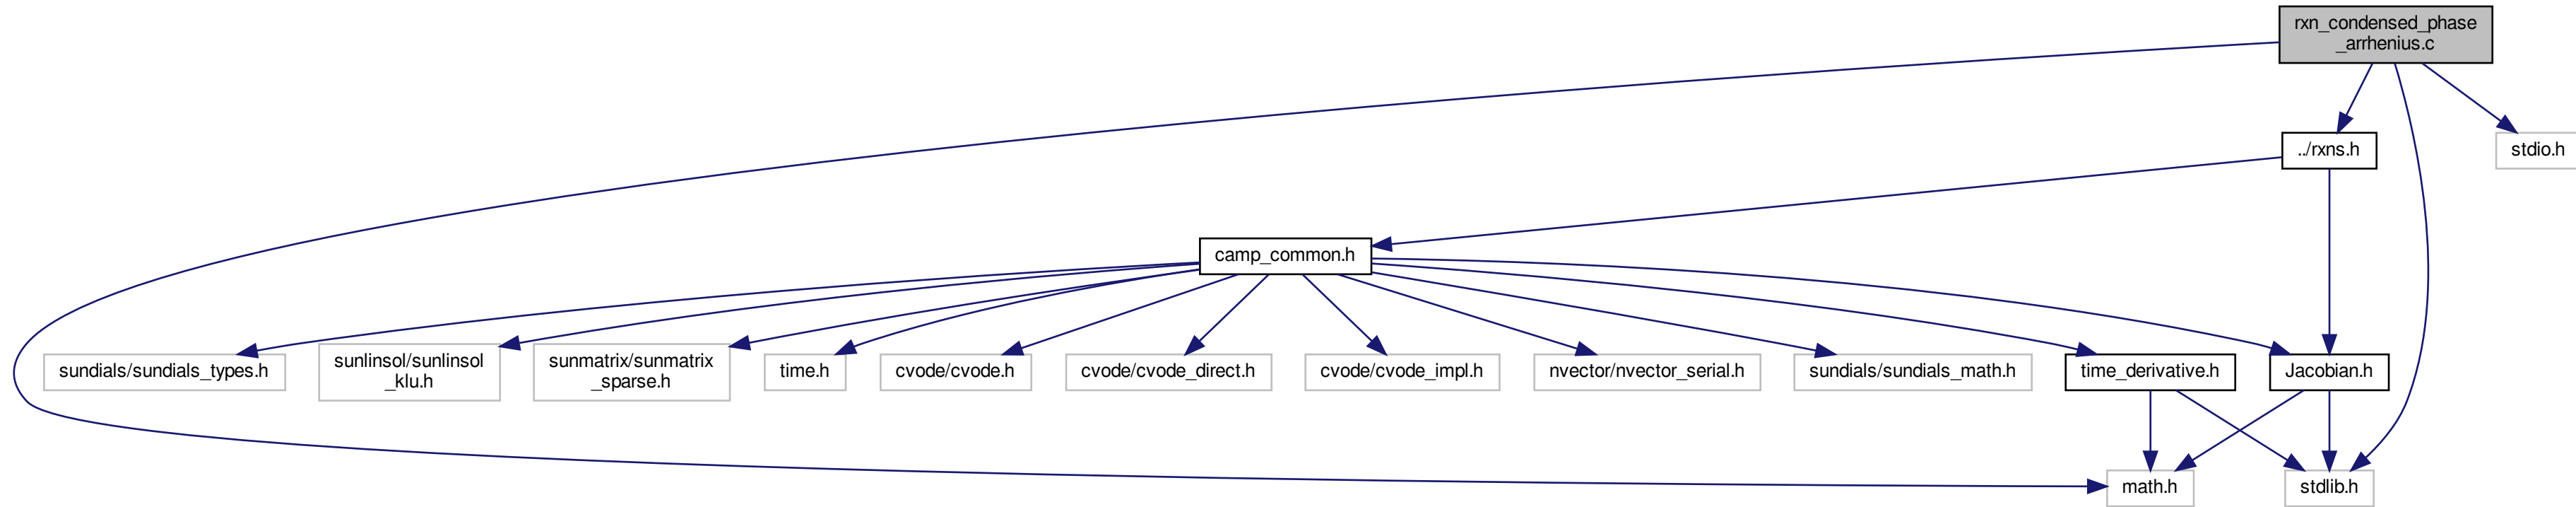 rxn_condensed_phase
_arrhenius.c
../rxns.h
stdio.h
camp_common.h
sundials/sundials_types.h
sunlinsol/sunlinsol
_klu.h
sunmatrix/sunmatrix
_sparse.h
time.h
cvode/cvode.h
cvode/cvode_direct.h
cvode/cvode_impl.h
nvector/nvector_serial.h
sundials/sundials_math.h
time_derivative.h
Jacobian.h
math.h
stdlib.h